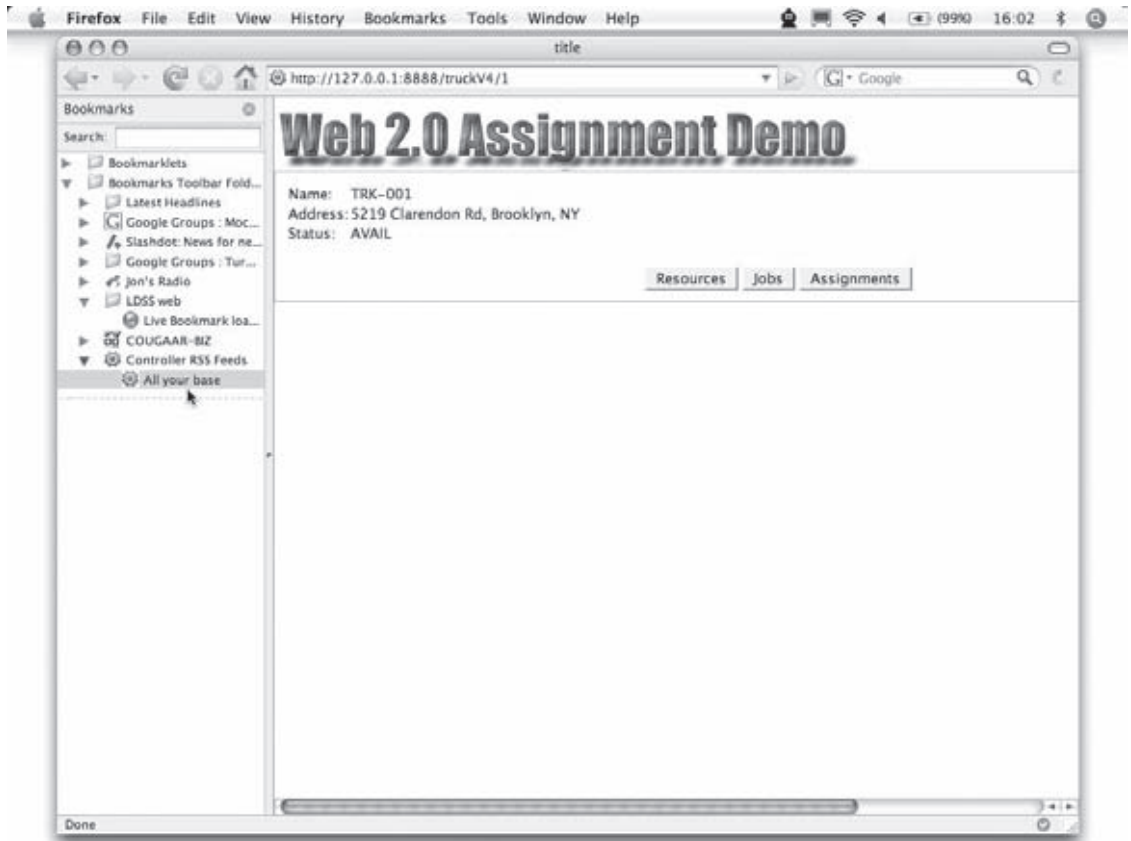 Firefox File Edit View History Bookmarks Tools Window Help (99%) 16:02
title
http://127.0.0.1:8888/truckV4/1 G Google
Bookmarks
Search:
Bookmarklets
Bookmarks Toolbar Fold...
Latest Headlines
G Google Groups : Moc...
Slashdot: News for ne...
Google Groups : Tur...
Jon's Radio
LDSS web
Live Bookmark loa...
COUGAAR-BIZ
Controller RSS Feeds
All your base
Web 2.0 Assignment Demo
Name: TRK-001
Address: 5219 Clarendon Rd, Brooklyn, NY
Status: AVAIL
Resources Jobs Assignments
Done